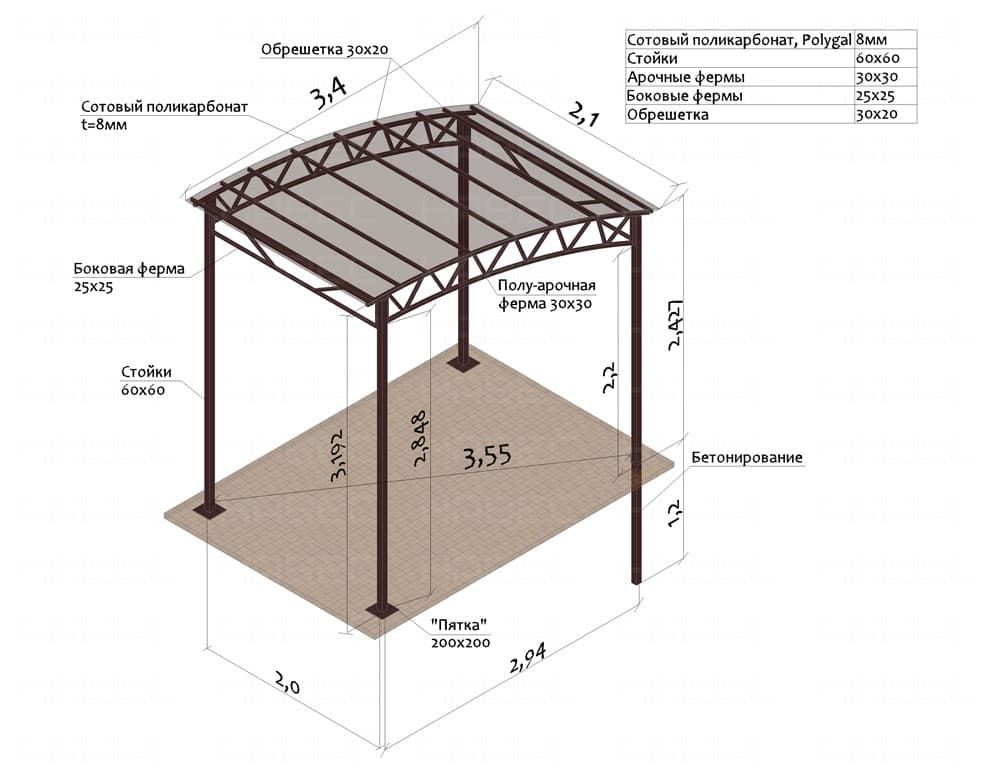 Обрешетка 30х20
3,4
2,1
Сотовый поликарбонат
t=8мм
Сотовый поликарбонат, Polygal 8мм
Стойки 60х60
Арочные фермы 30х30
Боковые фермы 25х25
Обрешетка 30х20
Боковая ферма
25х25
Полу-арочная
ферма 30х30
2,427
2,2
Стойки
60х60
3,192
2,848
3,55
Бетонирование
1,2
"Пятка"
200х200
2,94
2,0